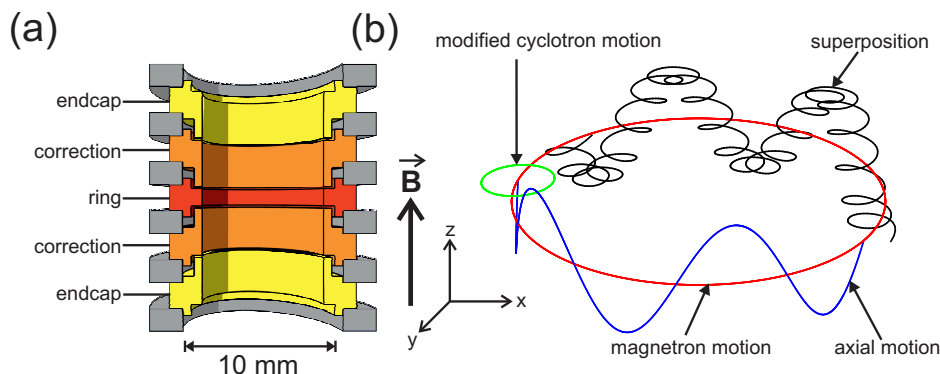 (a)
endcap
correction
ring
correction
endcap
10 mm
B
z
x
y
(b)
modified cyclotron motion
superposition
magnetron motion
axial motion